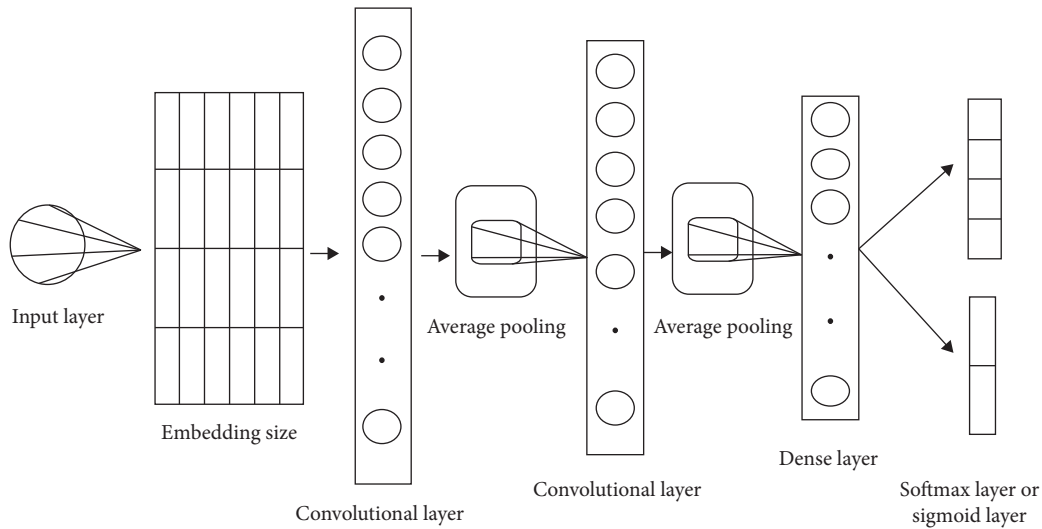 Input layer
Embedding size
Convolutional layer
Average pooling
Convolutional layer
Average pooling
Dense layer
Softmax layer or
sigmoid layer